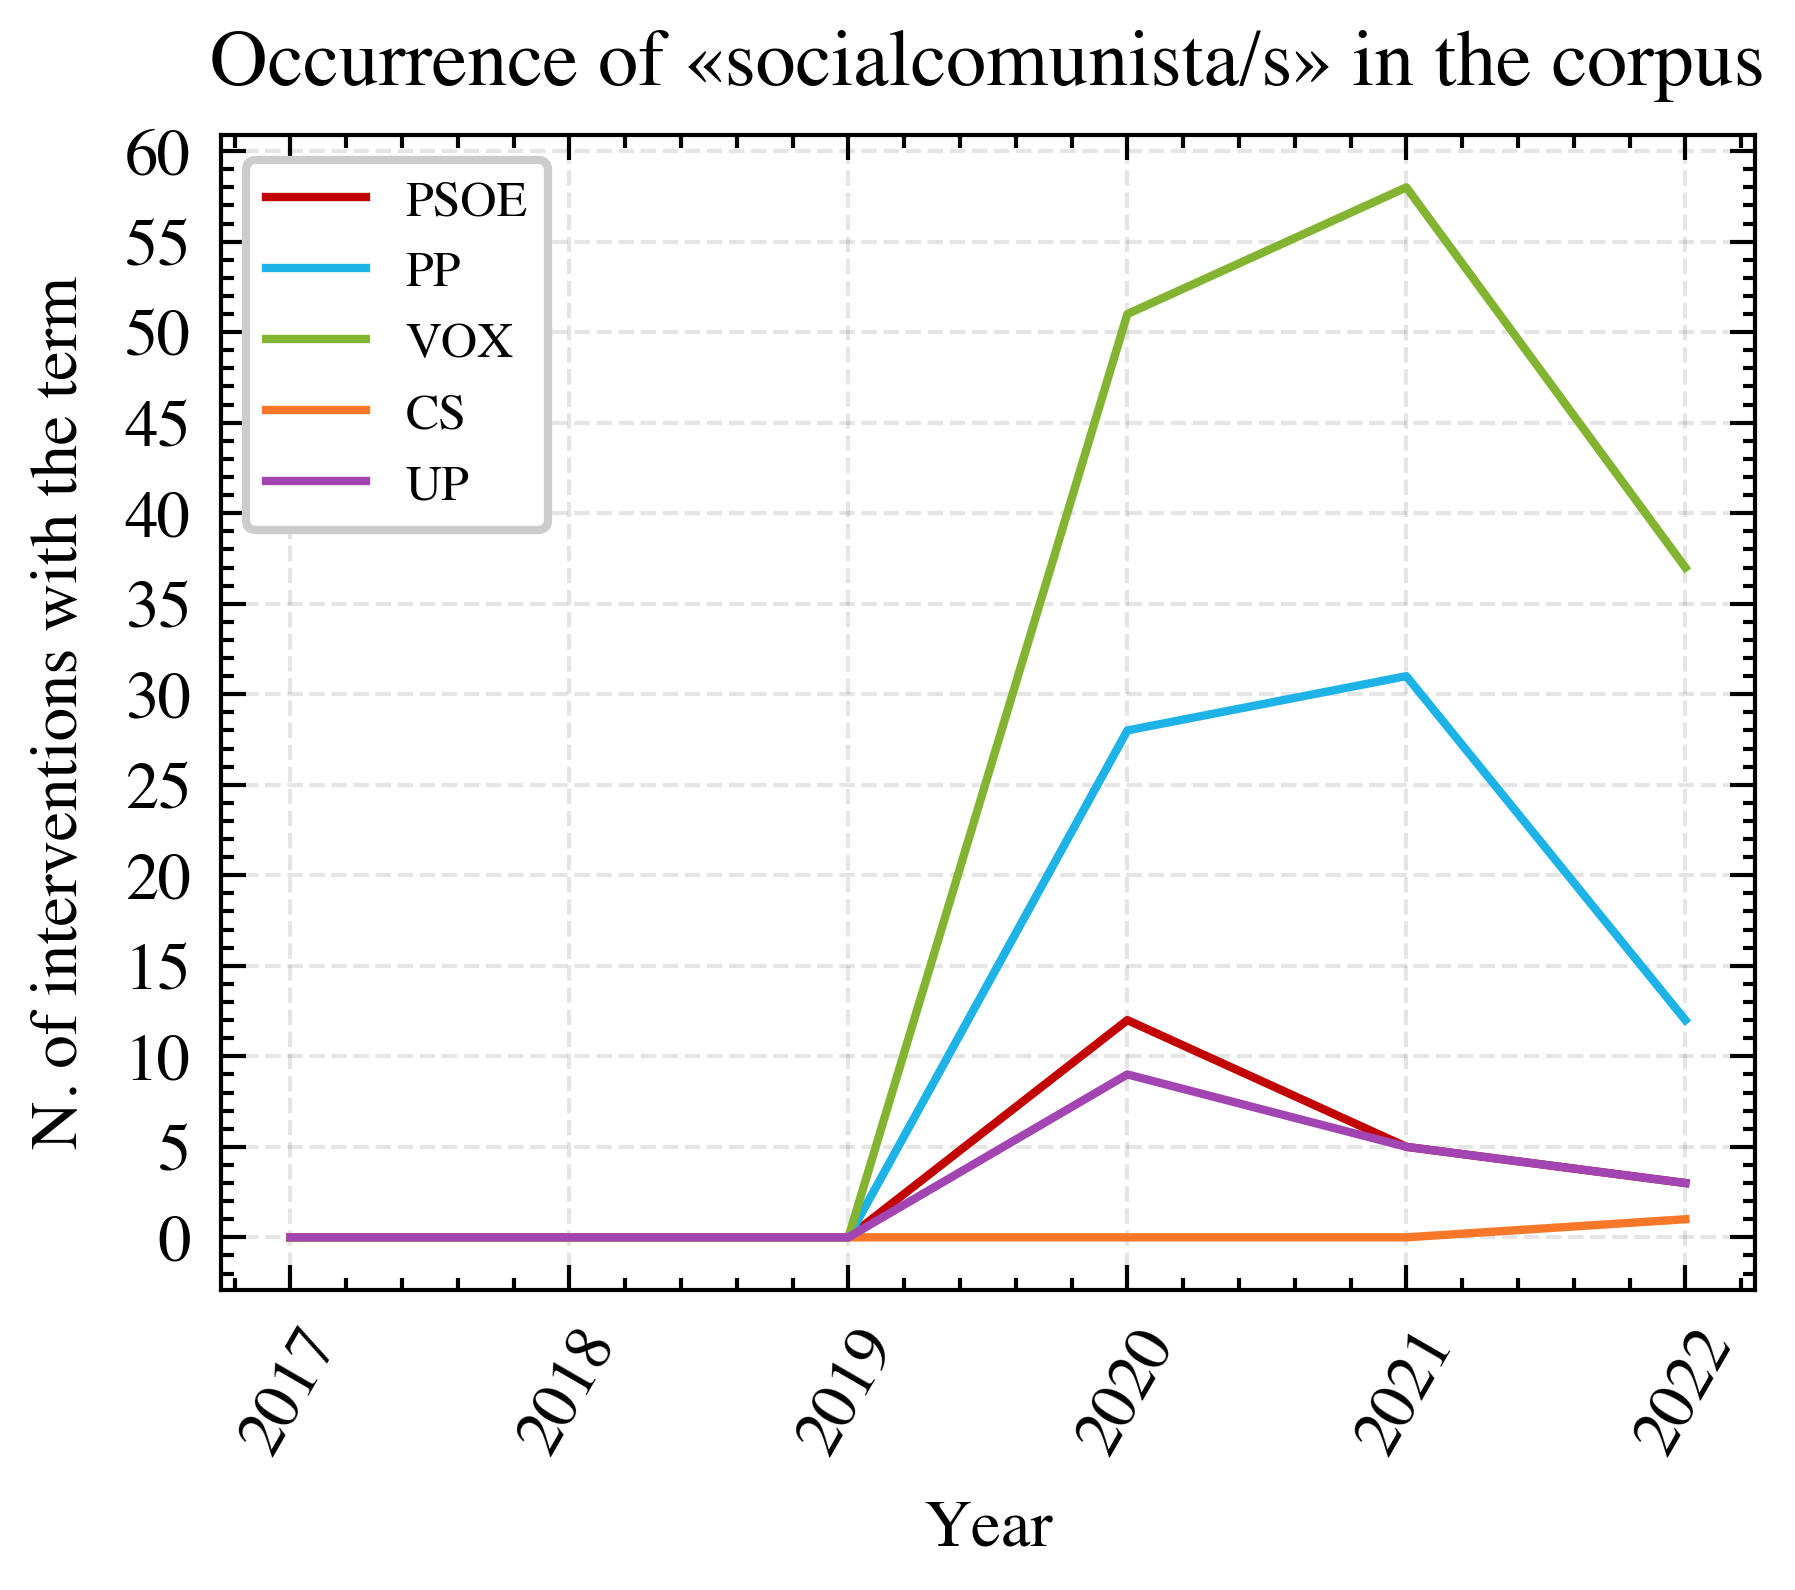 Occurrence of «socialcomunista/s» in the corpus
N. of interventions with the term
60
55
50
45
40
35
30
25
20
15
10
5
0
PSOE
PP
VOX
CS
UP
2017
2018
2019
2020
2021
2022
Year